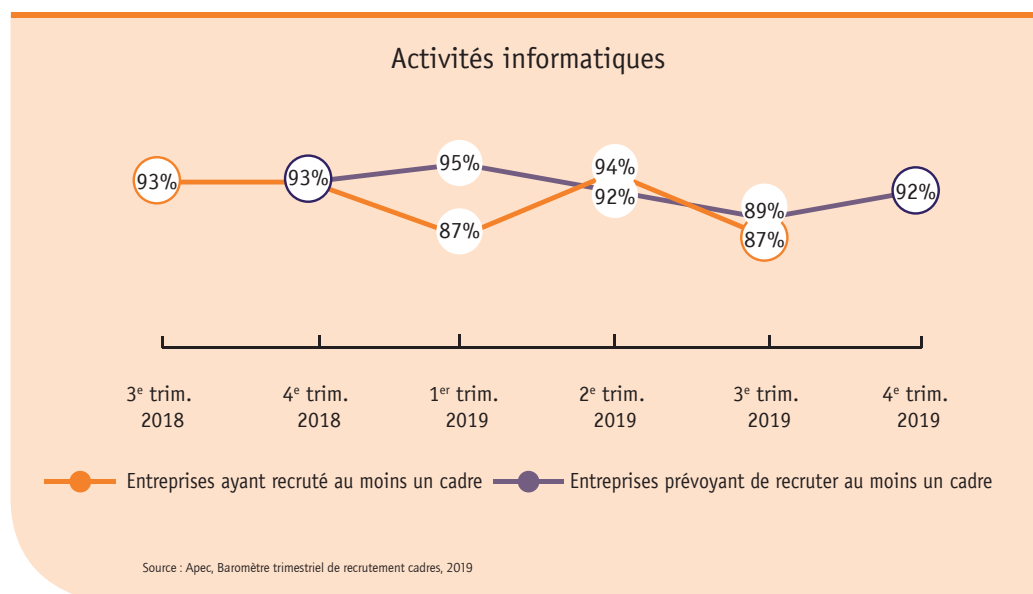 Activités informatiques
93%
93%
95%
87%
94%
92%
89%
87%
92%
3e trim.
2018
4e trim.
2018
1er trim.
2019
2e trim.
2019
3e trim.
2019
4e trim.
2019
Entreprises ayant recruté au moins un cadre
Entreprises prévoyant de recruter au moins un cadre
Source : Apec, Baromètre trimestriel de recrutement cadres, 2019